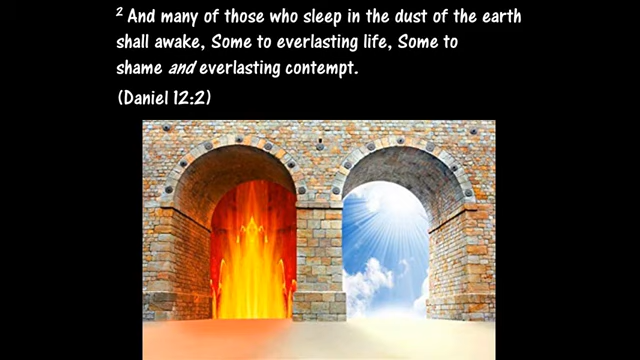 ² And many of those who sleep in the dust of the earth
shall awake, Some to everlasting life, Some to
shame and everlasting contempt.
(Daniel 12:2)